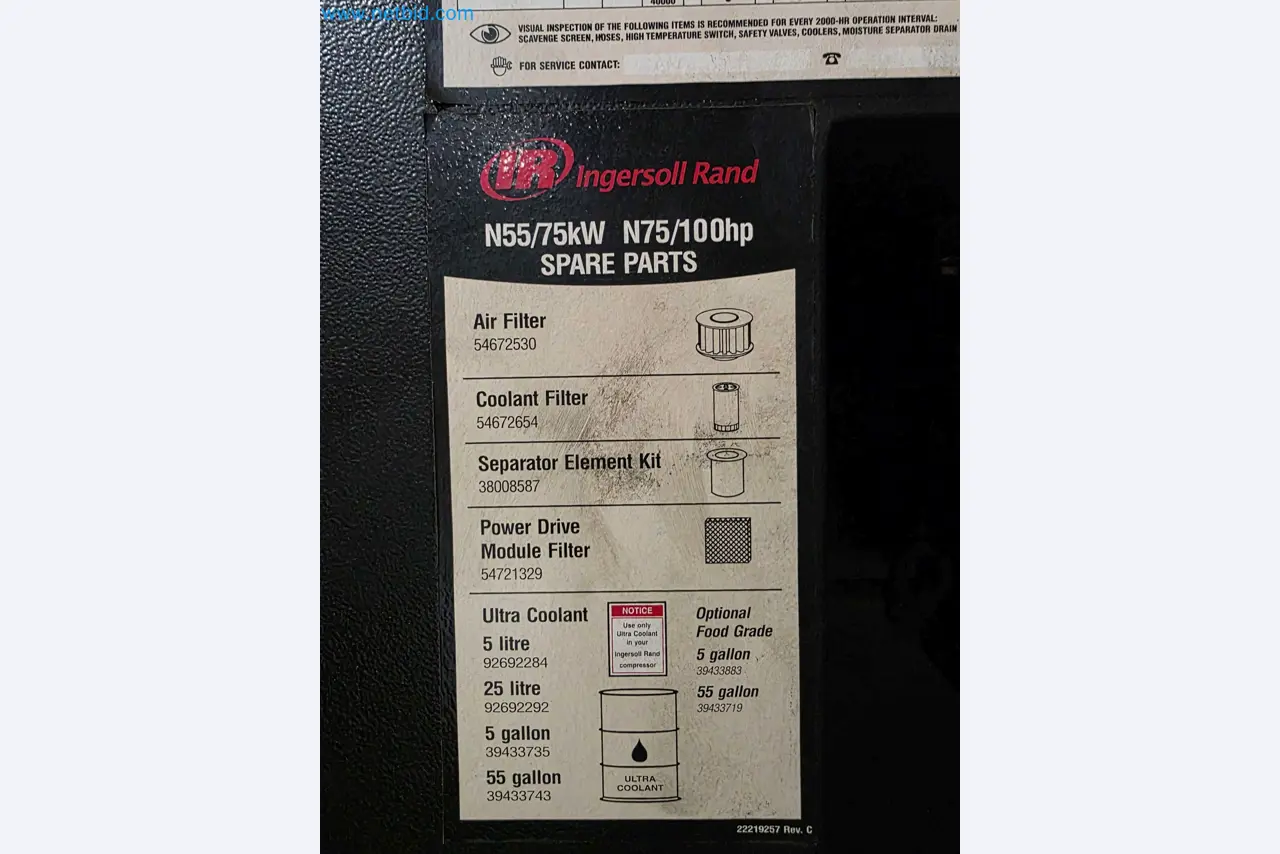 www.netbid.com
40000
VISUAL INSPECTION OF THE FOLLOWING ITEMS IS RECOMMENDED FOR EVERY 2000-HR OPERATION INTERVAL:
SCAVENGE SCREEN, HOSES, HIGH TEMPERATURE SWITCH, SAFETY VALVES, COOLERS, MOISTURE SEPARATOR DRAIN
FOR SERVICE CONTACT:
IR Ingersoll Rand
N55/75kW N75/100hp
SPARE PARTS
Air Filter
54672530
Coolant Filter
54672654
Separator Element Kit
38008587
Power Drive
Module Filter
54721329
Ultra Coolant
5 litre
92692284
25 litre
92692292
5 gallon
39433735
55 gallon
39433743
NOTICE
Use only
Ultra Coolant
in your
Ingersoll Rand
compressor
ULTRA
COOLANT
Optional
Food Grade
5 gallon
39433883
55 gallon
39433719
22219257 Rev. C